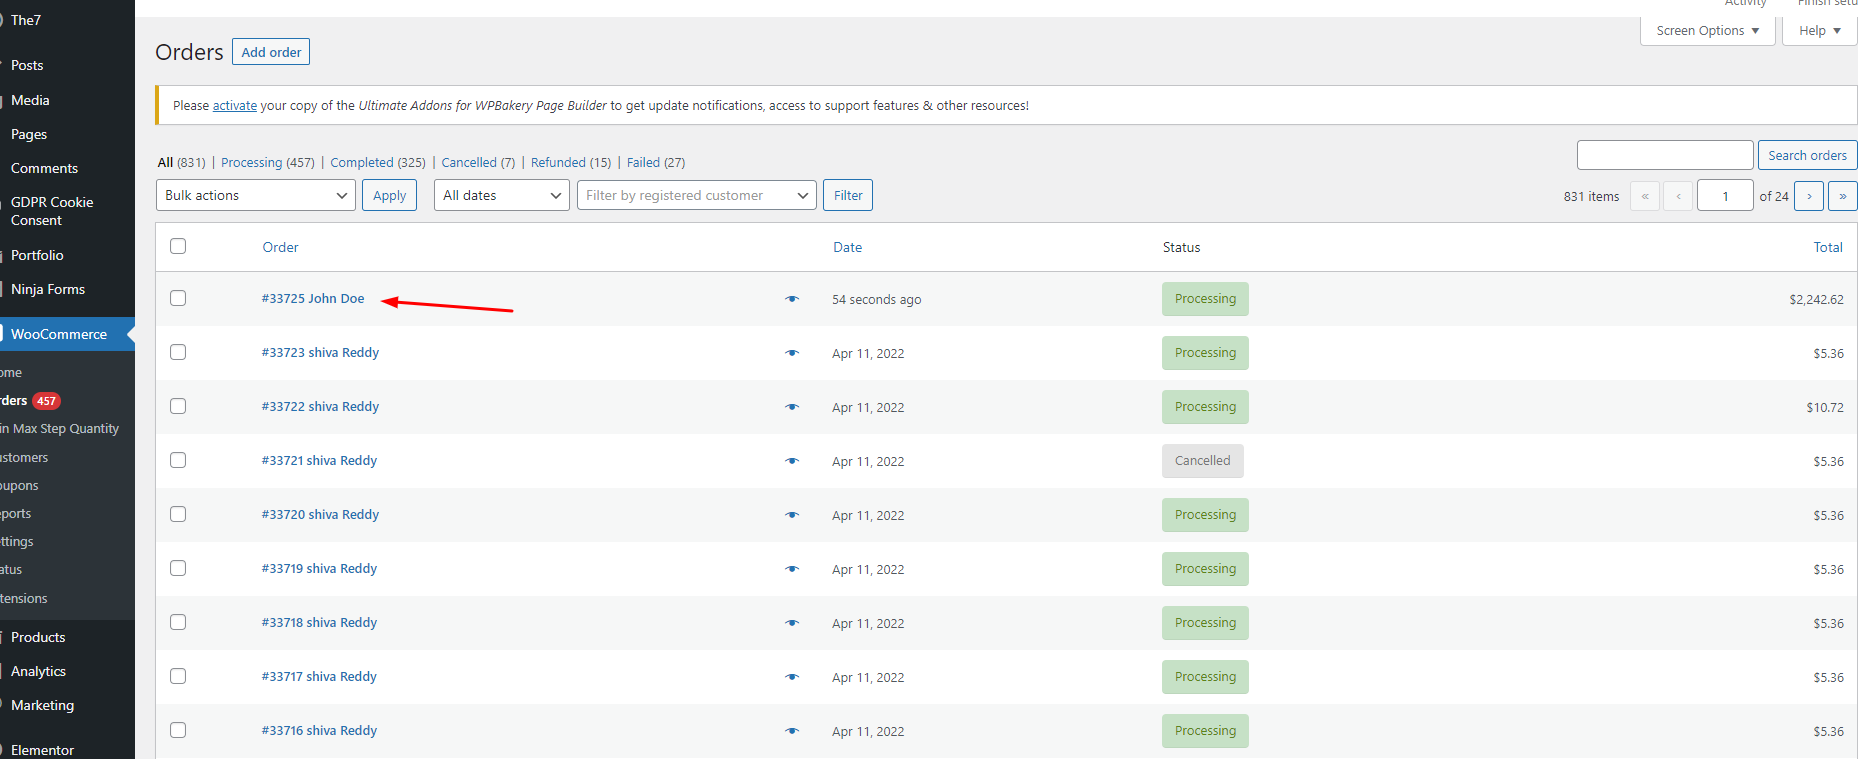 The7
Posts
Media
Pages
Comments
GDPR Cookie
Consent
Portfolio
Ninja Forms
WooCommerce
ome
rders 457
in Max Step Quantity
ustomers
oupons
eports
ettings
tatus
xtensions
Products
Analytics
Marketing
Elementor
Activity Finish setu
Screen Options Help
Orders Add order
Please activate your copy of the Ultimate Addons for WPBakery Page Builder to get update notifications, access to support features & other resources!
All (831) | Processing (457) | Completed (325) | Cancelled (7) | Refunded (15) | Failed (27)
Search orders
Bulk actions Apply All dates Filter by registered customer Filter
831 items « ‹ 1 of 24 › »
Order Date Status Total
#33725 John Doe 54 seconds ago Processing $2,242.62
#33723 shiva Reddy Apr 11, 2022 Processing $5.36
#33722 shiva Reddy Apr 11, 2022 Processing $10.72
#33721 shiva Reddy Apr 11, 2022 Cancelled $5.36
#33720 shiva Reddy Apr 11, 2022 Processing $5.36
#33719 shiva Reddy Apr 11, 2022 Processing $5.36
#33718 shiva Reddy Apr 11, 2022 Processing $5.36
#33717 shiva Reddy Apr 11, 2022 Processing $5.36
#33716 shiva Reddy Apr 11, 2022 Processing $5.36